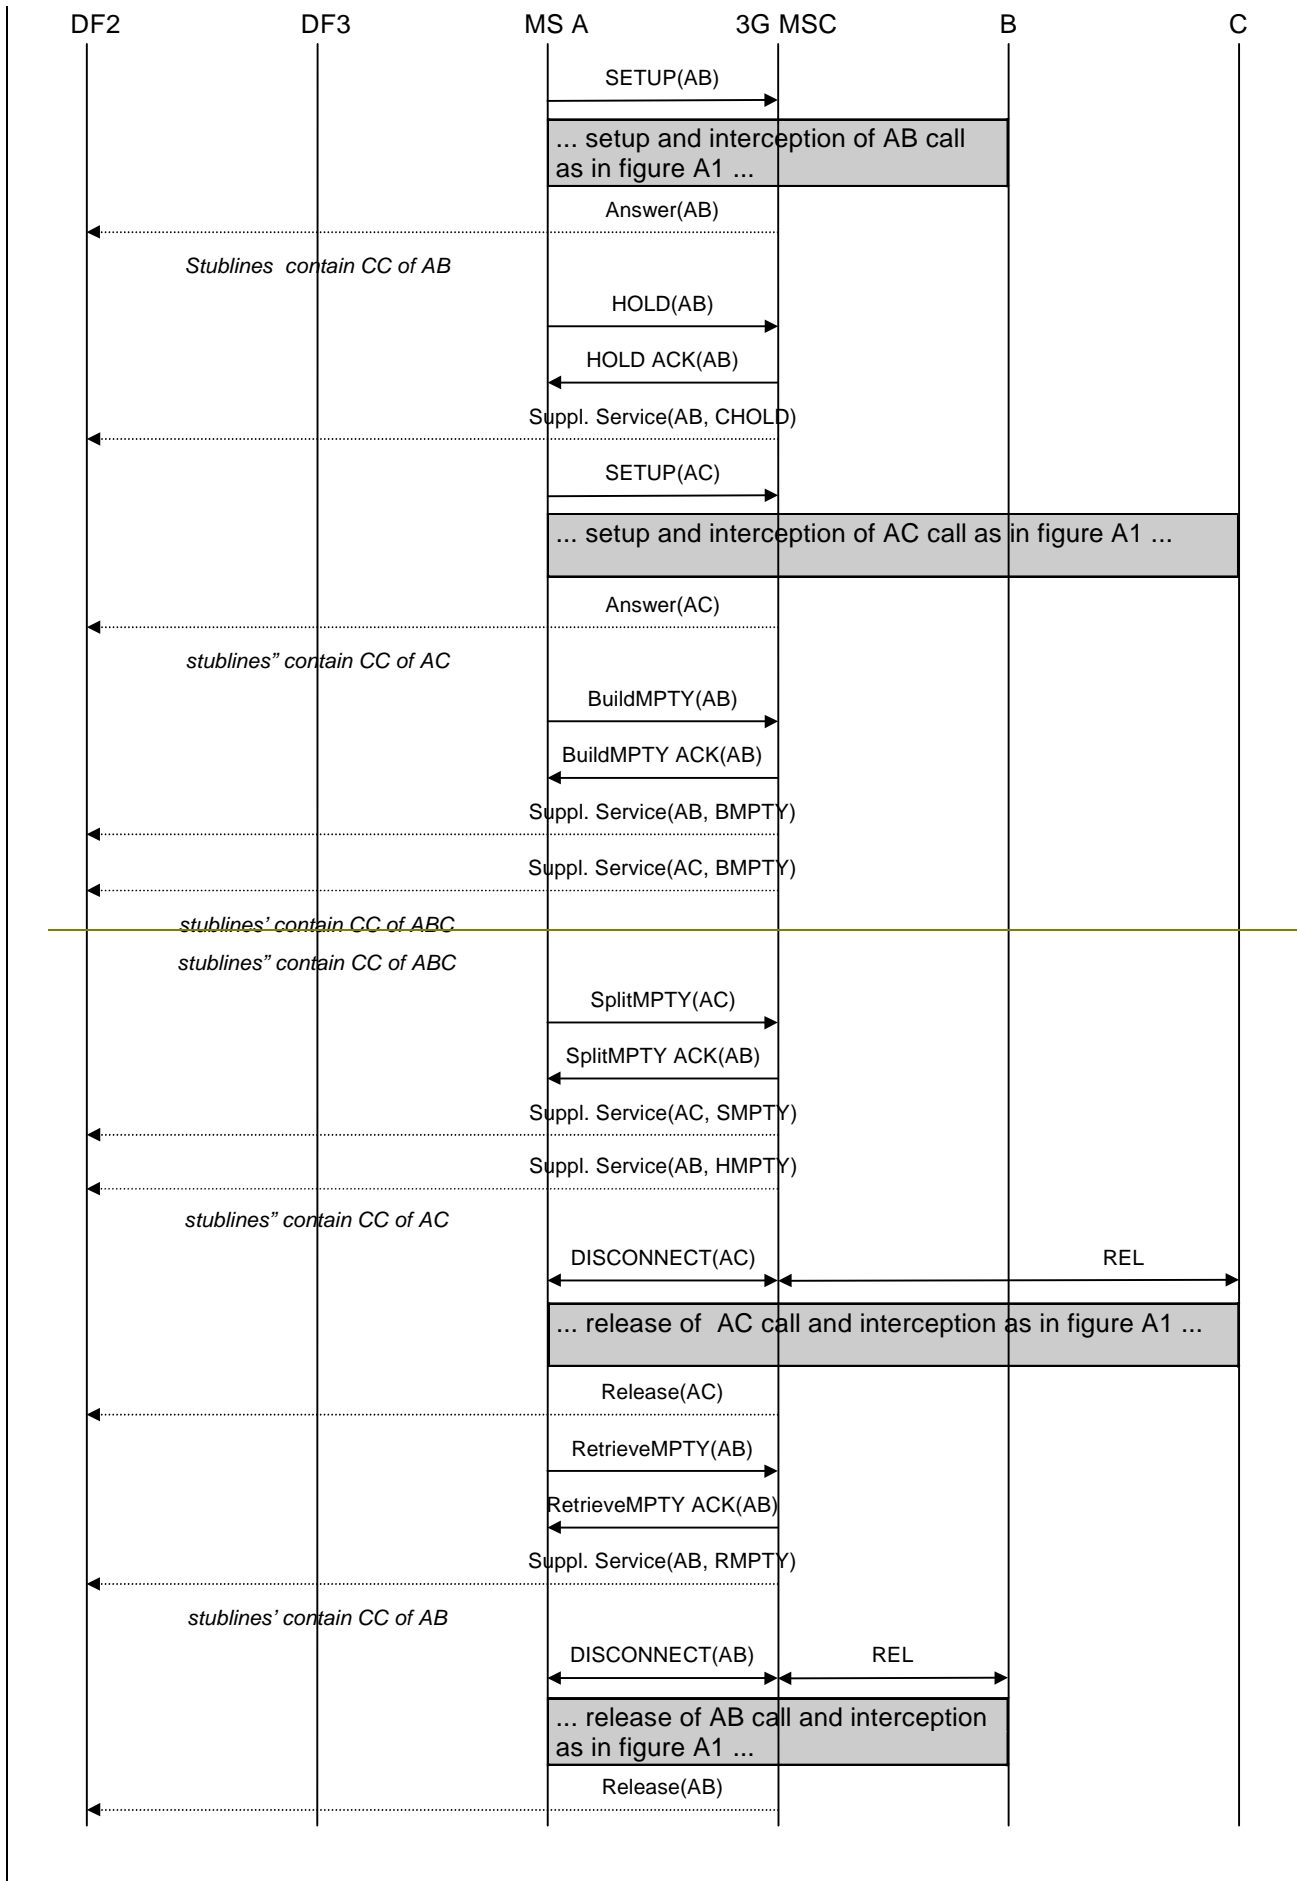 DF2 DF3 MS A 3G MSC B C
SETUP(AB)
... setup and interception of AB call
as in figure A1 ...
Answer(AB)
Stublines contain CC of AB
HOLD(AB)
HOLD ACK(AB)
Suppl. Service(AB, CHOLD)
SETUP(AC)
... setup and interception of AC call as in figure A1 ...
Answer(AC)
stublines” contain CC of AC
BuildMPTY(AB)
BuildMPTY ACK(AB)
Suppl. Service(AB, BMPTY)
Suppl. Service(AC, BMPTY)
stublines’ contain CC of ABC
stublines” contain CC of ABC
SplitMPTY(AC)
SplitMPTY ACK(AB)
Suppl. Service(AC, SMPTY)
Suppl. Service(AB, HMPTY)
stublines” contain CC of AC
DISCONNECT(AC) REL
... release of AC call and interception as in figure A1 ...
Release(AC)
RetrieveMPTY(AB)
RetrieveMPTY ACK(AB)
Suppl. Service(AB, RMPTY)
stublines’ contain CC of AB
DISCONNECT(AB) REL
... release of AB call and interception
as in figure A1 ...
Release(AB)